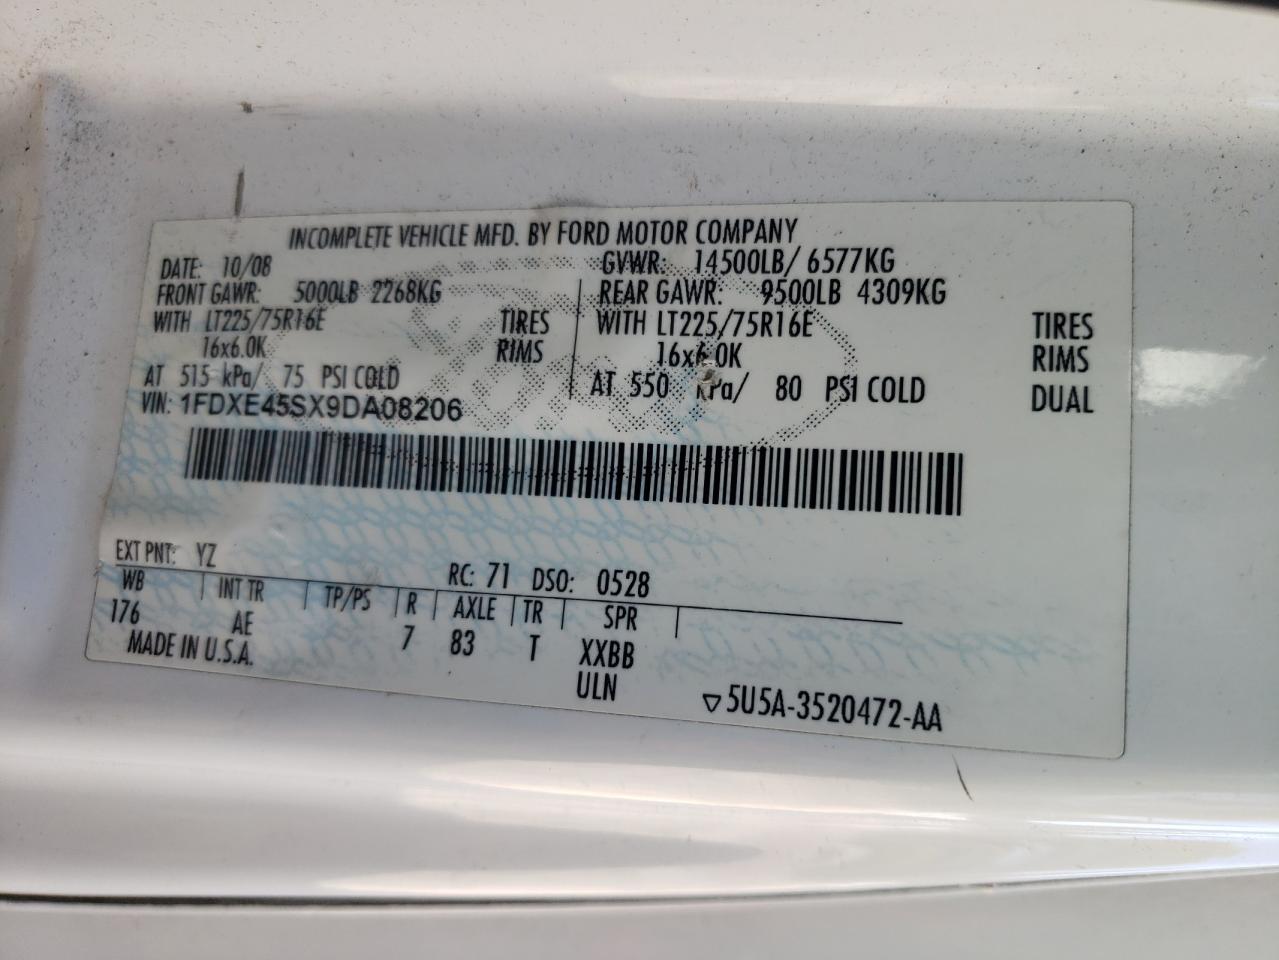 INCOMPLETE VEHICLE MFD. BY FORD MOTOR COMPANY
DATE: 10/08 GVWR: 14500LB/ 6577KG
FRONT GAWR: 5000LB 2268KG REAR GAWR: 9500LB 4309KG
WITH LT225/75R16E TIRES WITH LT225/75R16E TIRES
16x6.0K RIMS 16x6.0K RIMS
AT 515 kPa/ 75 PSI COLD AT 550 kPa/ 80 PSI COLD DUAL
VIN: 1FDXE45SX9DA08206
EXT PNT: YZ RC: 71 DSO: 0528
WB INT TR TP/PS R AXLE TR SPR
176 AE 7 83 T XXBB
MADE IN U.S.A. ULN
▽5U5A-3520472-AA